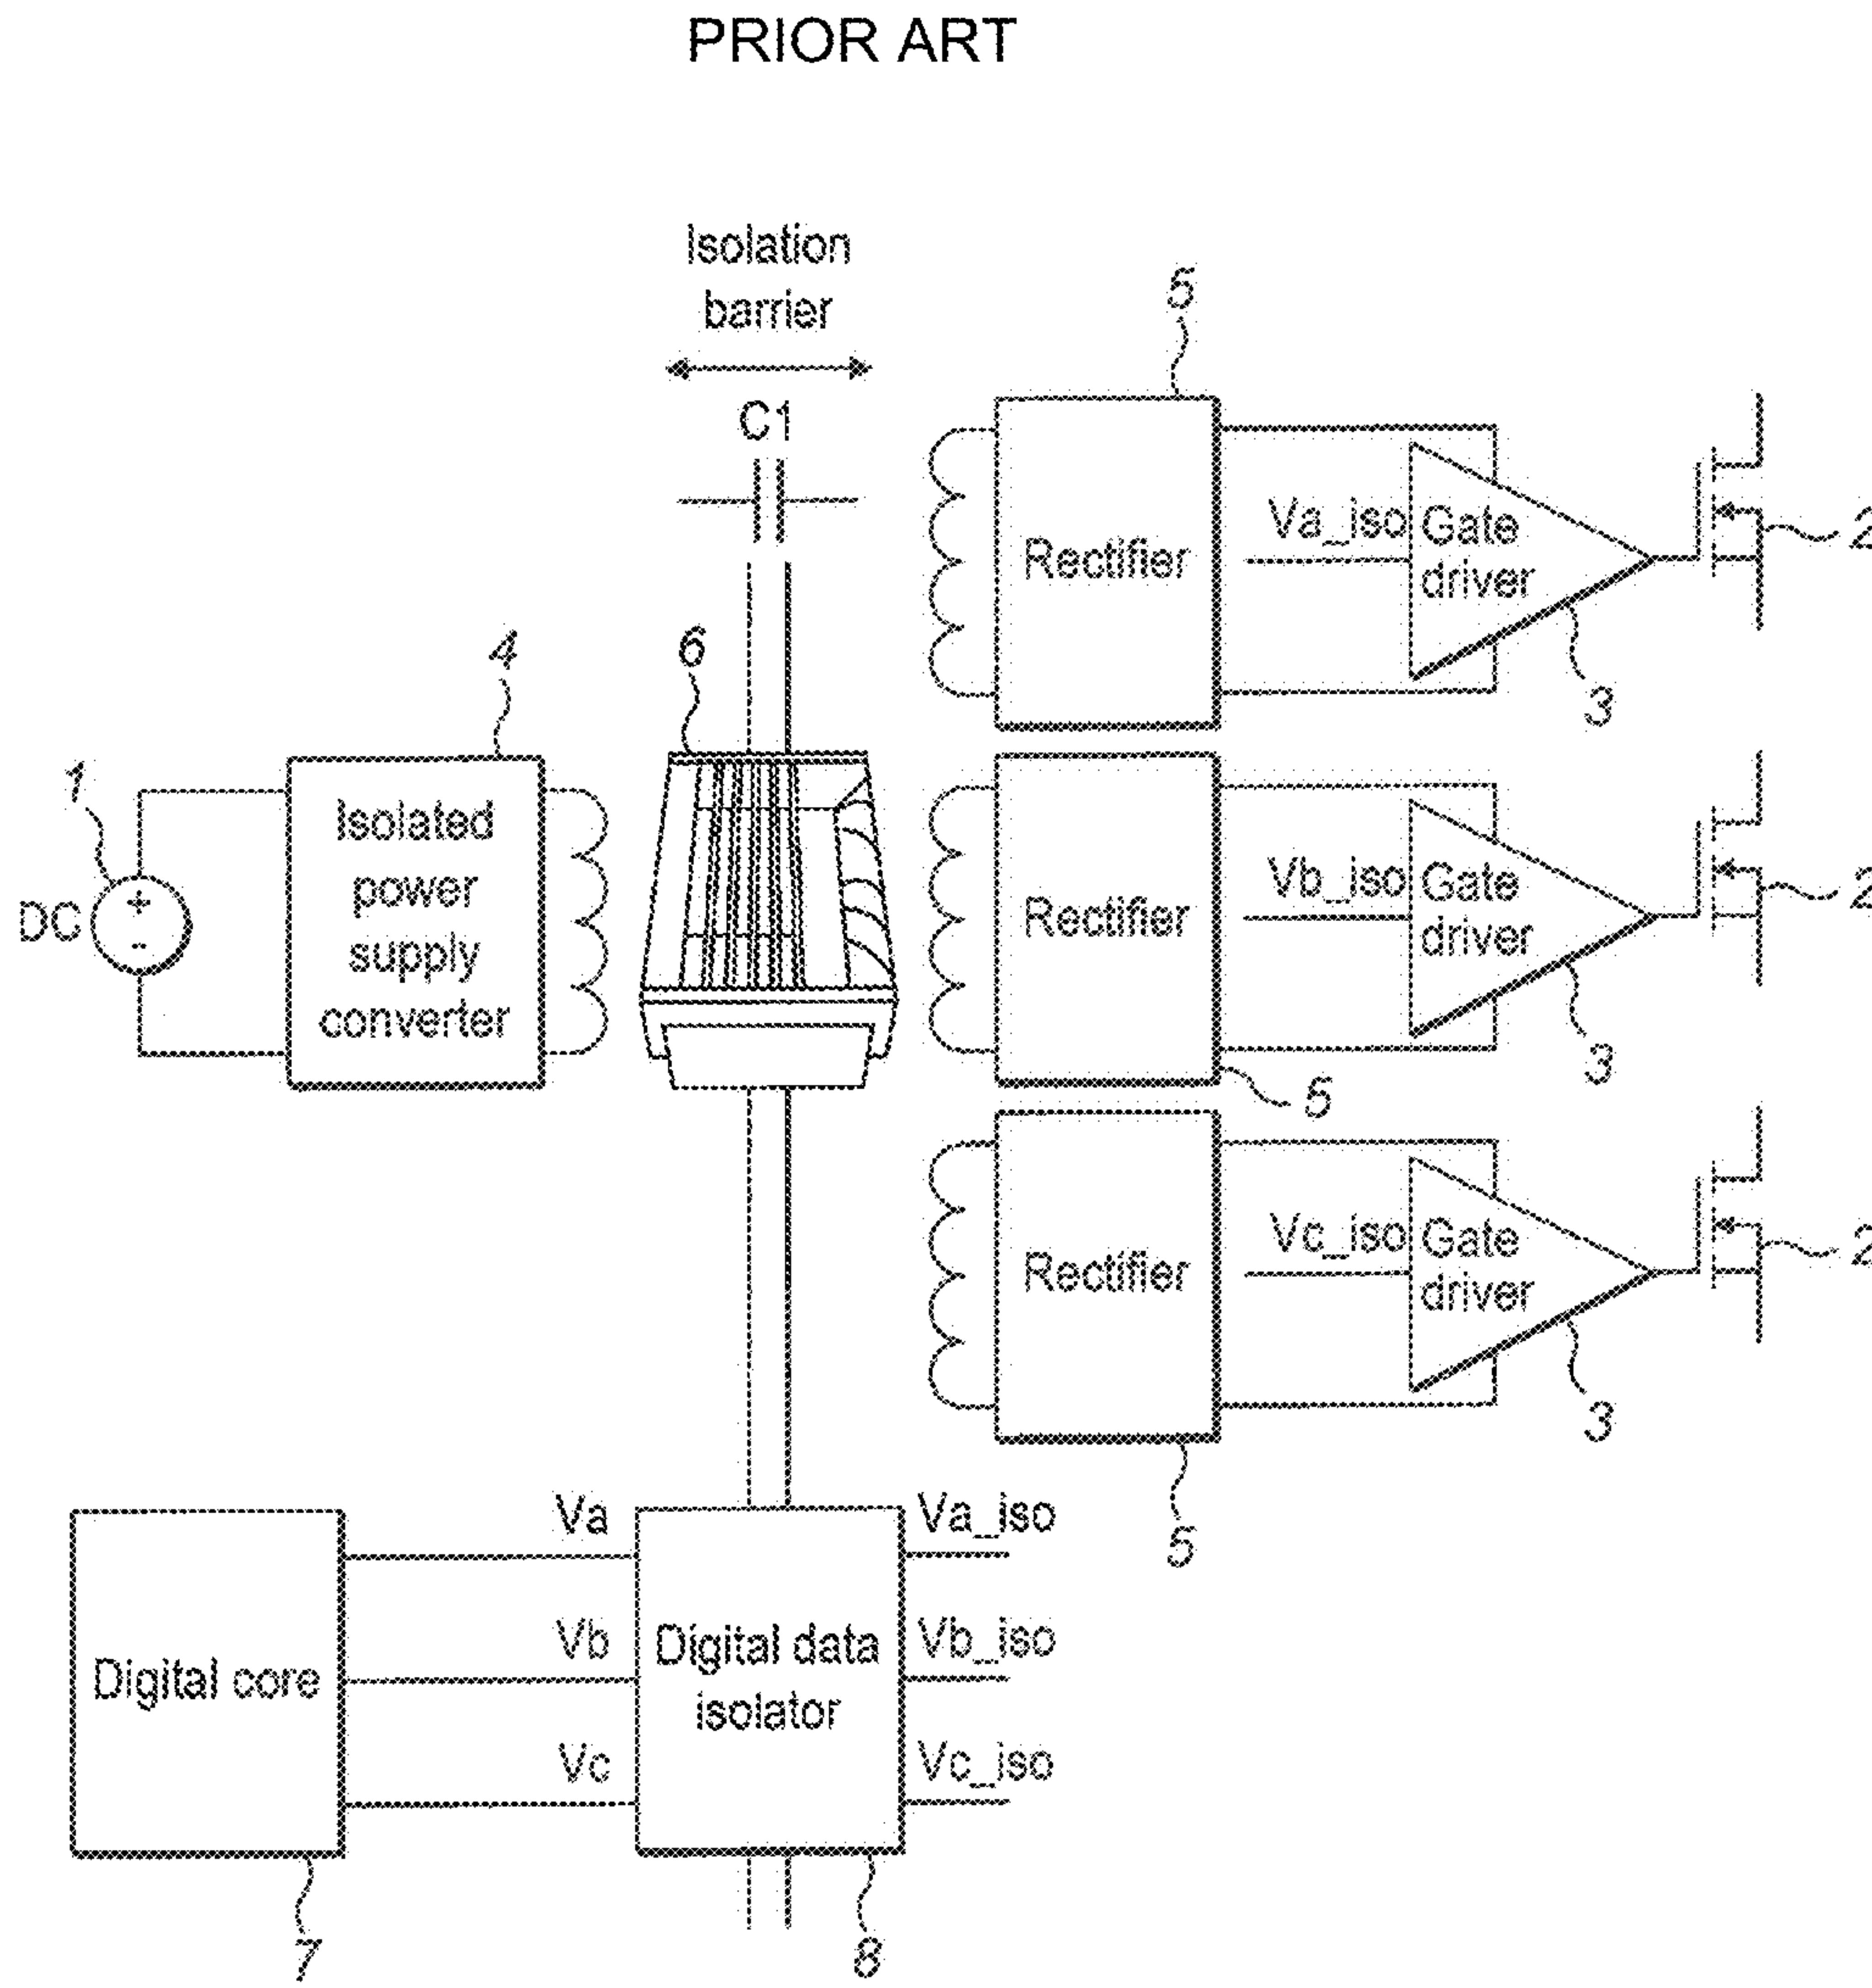 PRIOR ART
Isolation
barrier
C1
5
Rectifier
Va_iso
Gate
driver
2
3
4
6
1
DC
+
-
Isolated
power
supply
converter
Rectifier
Vb_iso
Gate
driver
2
3
5
Rectifier
Vc_iso
Gate
driver
2
3
5
Digital core
7
Va
Vb
Vc
Digital data
isolator
8
Va_iso
Vb_iso
Vc_iso